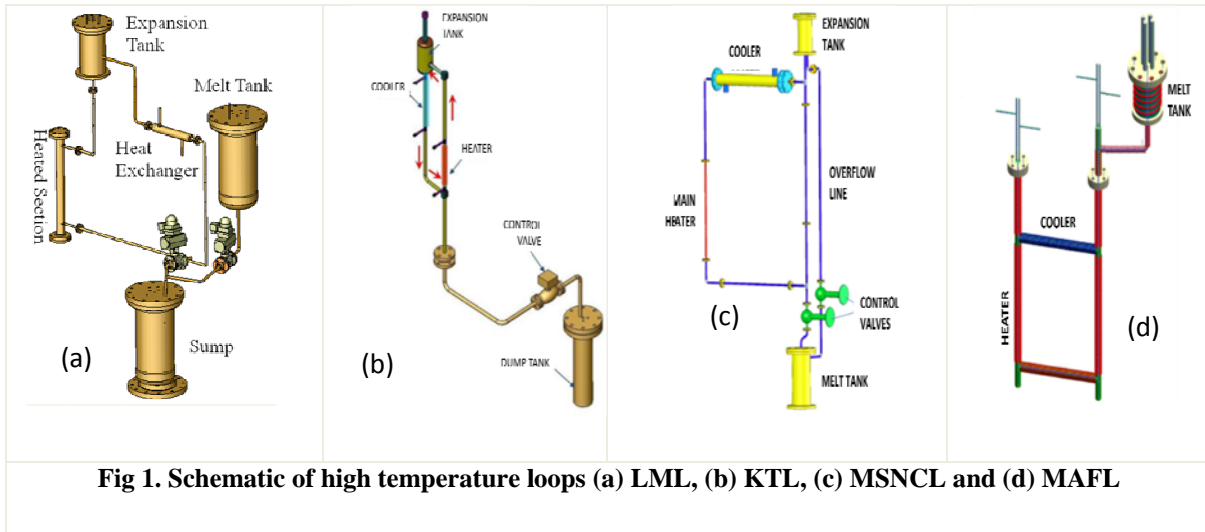 Expansion
Tank
Melt Tank
Heat
Exchanger
Heated Section
Sump
(a)
EXPANSION
TANK
COOLER
HEATER
CONTROL
VALVE
DUMP TANK
(b)
EXPANSION
TANK
COOLER
MAIN
HEATER
OVERFLOW
LINE
CONTROL
VALVES
MELT TANK
(c)
MELT
TANK
COOLER
HEATER
(d)
Fig 1. Schematic of high temperature loops (a) LML, (b) KTL, (c) MSNCL and (d) MAFL